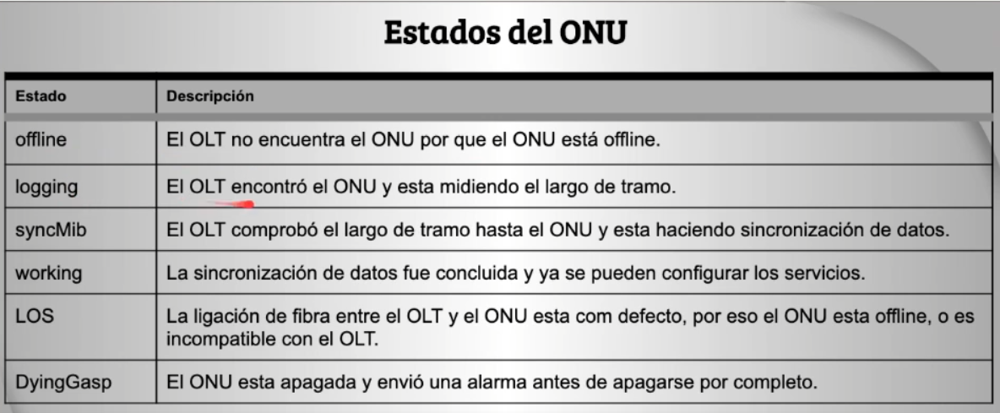 Estados del ONU
Estado Descripción
offline El OLT no encuentra el ONU por que el ONU está offline.
logging El OLT encontró el ONU y esta midiendo el largo de tramo.
syncMib El OLT comprobó el largo de tramo hasta el ONU y esta haciendo sincronización de datos.
working La sincronización de datos fue concluida y ya se pueden configurar los servicios.
LOS La ligación de fibra entre el OLT y el ONU esta com defecto, por eso el ONU esta offline, o es
incompatible con el OLT.
DyingGasp El ONU esta apagada y envió una alarma antes de apagarse por completo.